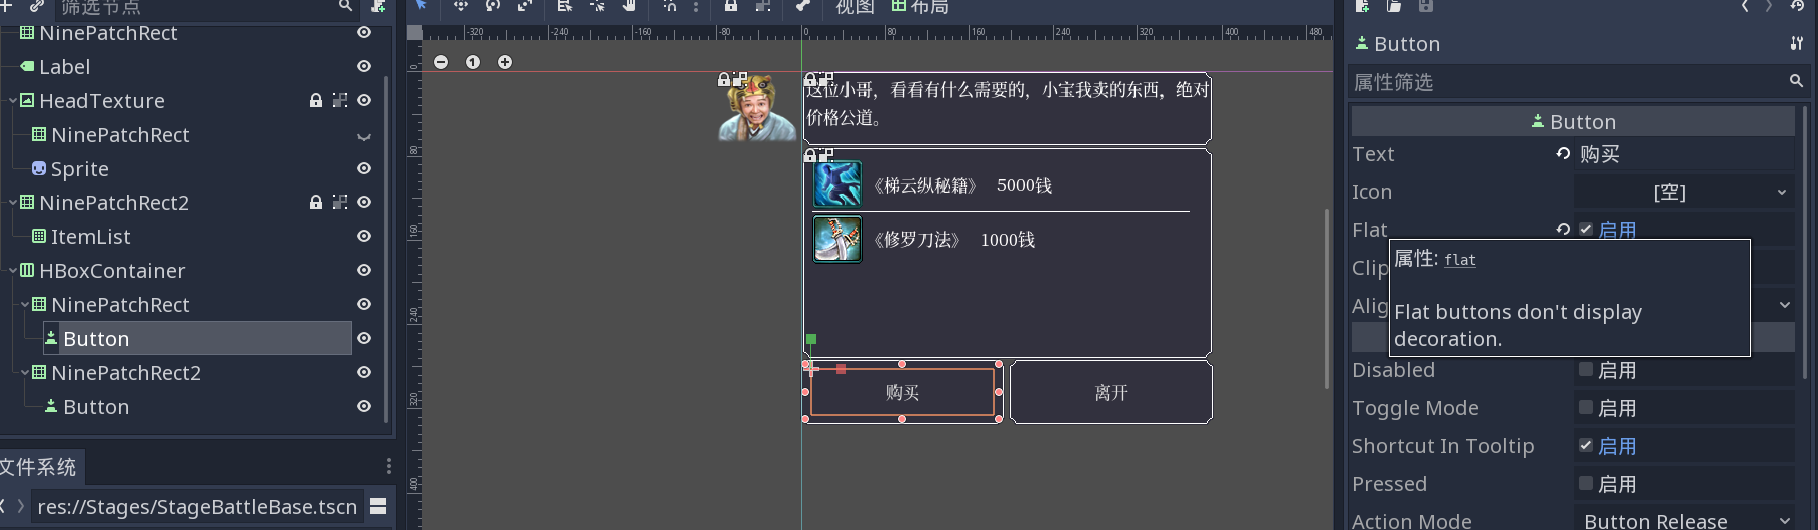 筛选节点
NinePatchRect
Label
HeadTexture
NinePatchRect
Sprite
NinePatchRect2
ItemList
HBoxContainer
NinePatchRect
Button
NinePatchRect2
Button
文件系统
res://Stages/StageBattleBase.tscn
视图 布局
-320 -240 -160 -80 0 80 160 240 320 400 480
0
80
160
240
320
400
1
这位小哥，看看有什么需要的，小宝我卖的东西，绝对
价格公道。
《梯云纵秘籍》 5000钱
《修罗刀法》 1000钱
购买
离开
Button
属性筛选
Button
Text 购买
Icon [空]
Flat 启用
Clip
Alig
属性: flat
Flat buttons don't display
decoration.
Disabled 启用
Toggle Mode 启用
Shortcut In Tooltip 启用
Pressed 启用
Action Mode Button Release